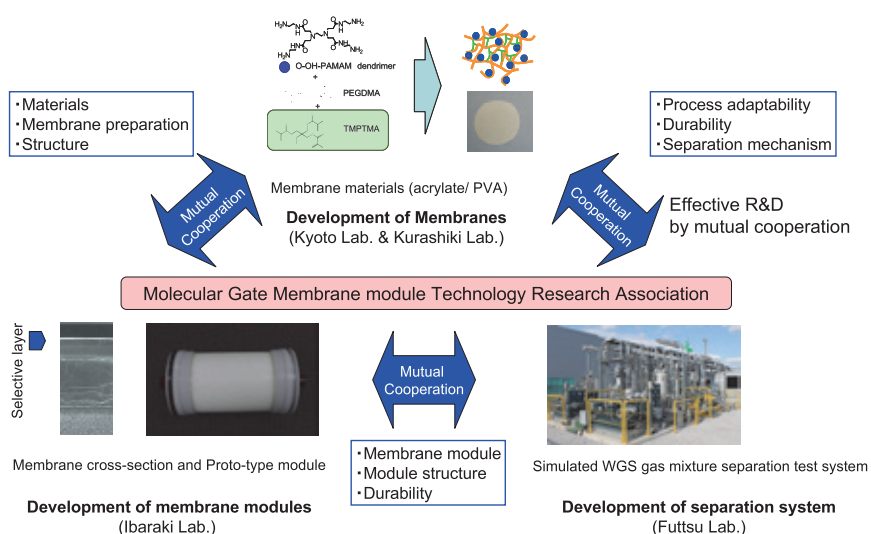 H₂N
NH₂
O-OH-PAMAM dendrimer
+
PEGDMA
+
TMPTMA
・Materials
・Membrane preparation
・Structure
・Process adaptability
・Durability
・Separation mechanism
Mutual
Cooperation
Membrane materials (acrylate/ PVA)
Development of Membranes
(Kyoto Lab. & Kurashiki Lab.)
Mutual
Cooperation
Effective R&D
by mutual cooperation
Molecular Gate Membrane module Technology Research Association
Selective layer
Mutual
Cooperation
・Membrane module
・Module structure
・Durability
Membrane cross-section and Proto-type module
Simulated WGS gas mixture separation test system
Development of membrane modules
(Ibaraki Lab.)
Development of separation system
(Futtsu Lab.)